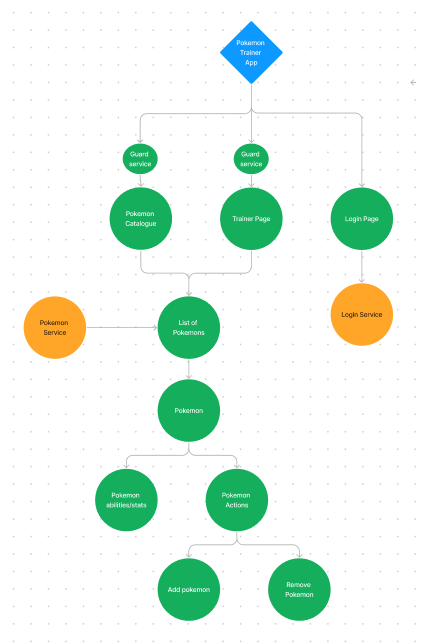 Pokemon
Trainer
App
Guard
service
Guard
service
Pokemon
Catalogue
Trainer Page
Login Page
Pokemon
Service
List of
Pokemons
Login Service
Pokemon
Pokemon
abilities/stats
Pokemon
Actions
Add pokemon
Remove
Pokemon